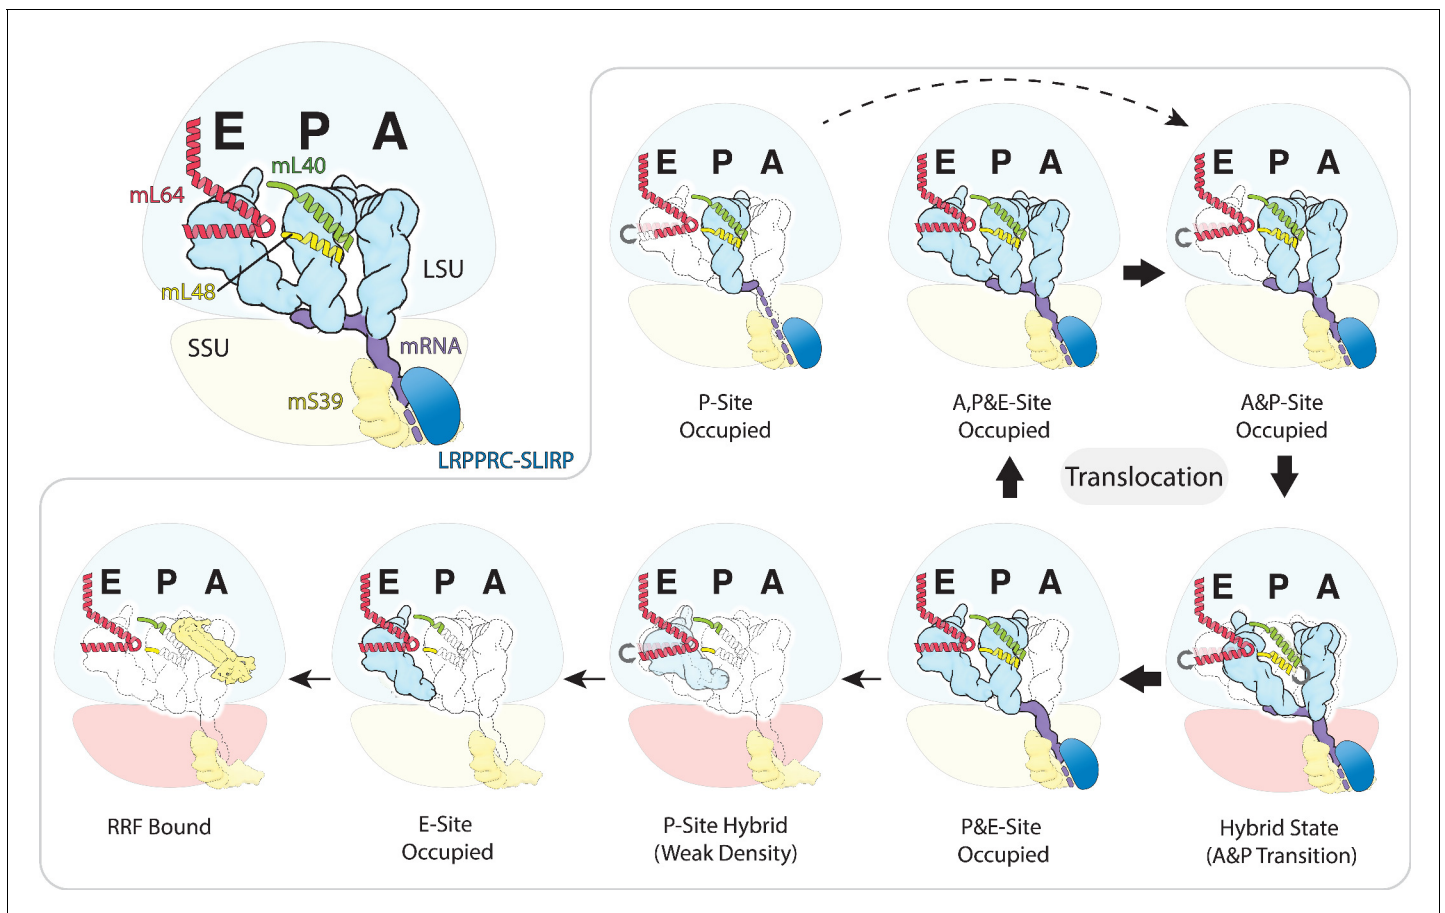 E P A
mL40
mL64
LSU
mL48
SSU
mRNA
mS39
LRPPRC-SLIRP
E P A
P-Site
Occupied
E P A
A,P&E-Site
Occupied
E P A
A&P-Site
Occupied
Translocation
E P A
RRF Bound
E P A
E-Site
Occupied
E P A
P-Site Hybrid
(Weak Density)
E P A
P&E-Site
Occupied
E P A
Hybrid State
(A&P Transition)